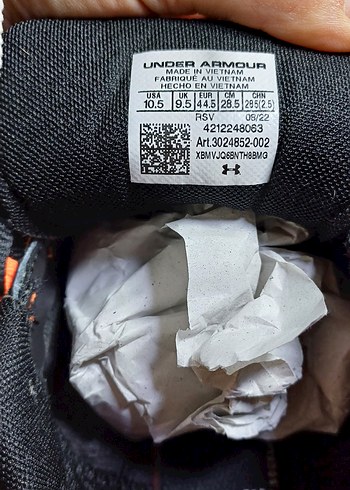 UNDER ARMOUR
MADE IN VIETNAM
FABRIQUÉ AU VIETNAM
HECHO EN VIETNAM
USA UK EUR CM CHN
10.5 9.5 44.5 28.5 285(2.5)
RSV 09/22
4212248063
Art.3024852-002
XBMVJQ6BNTH8BMG